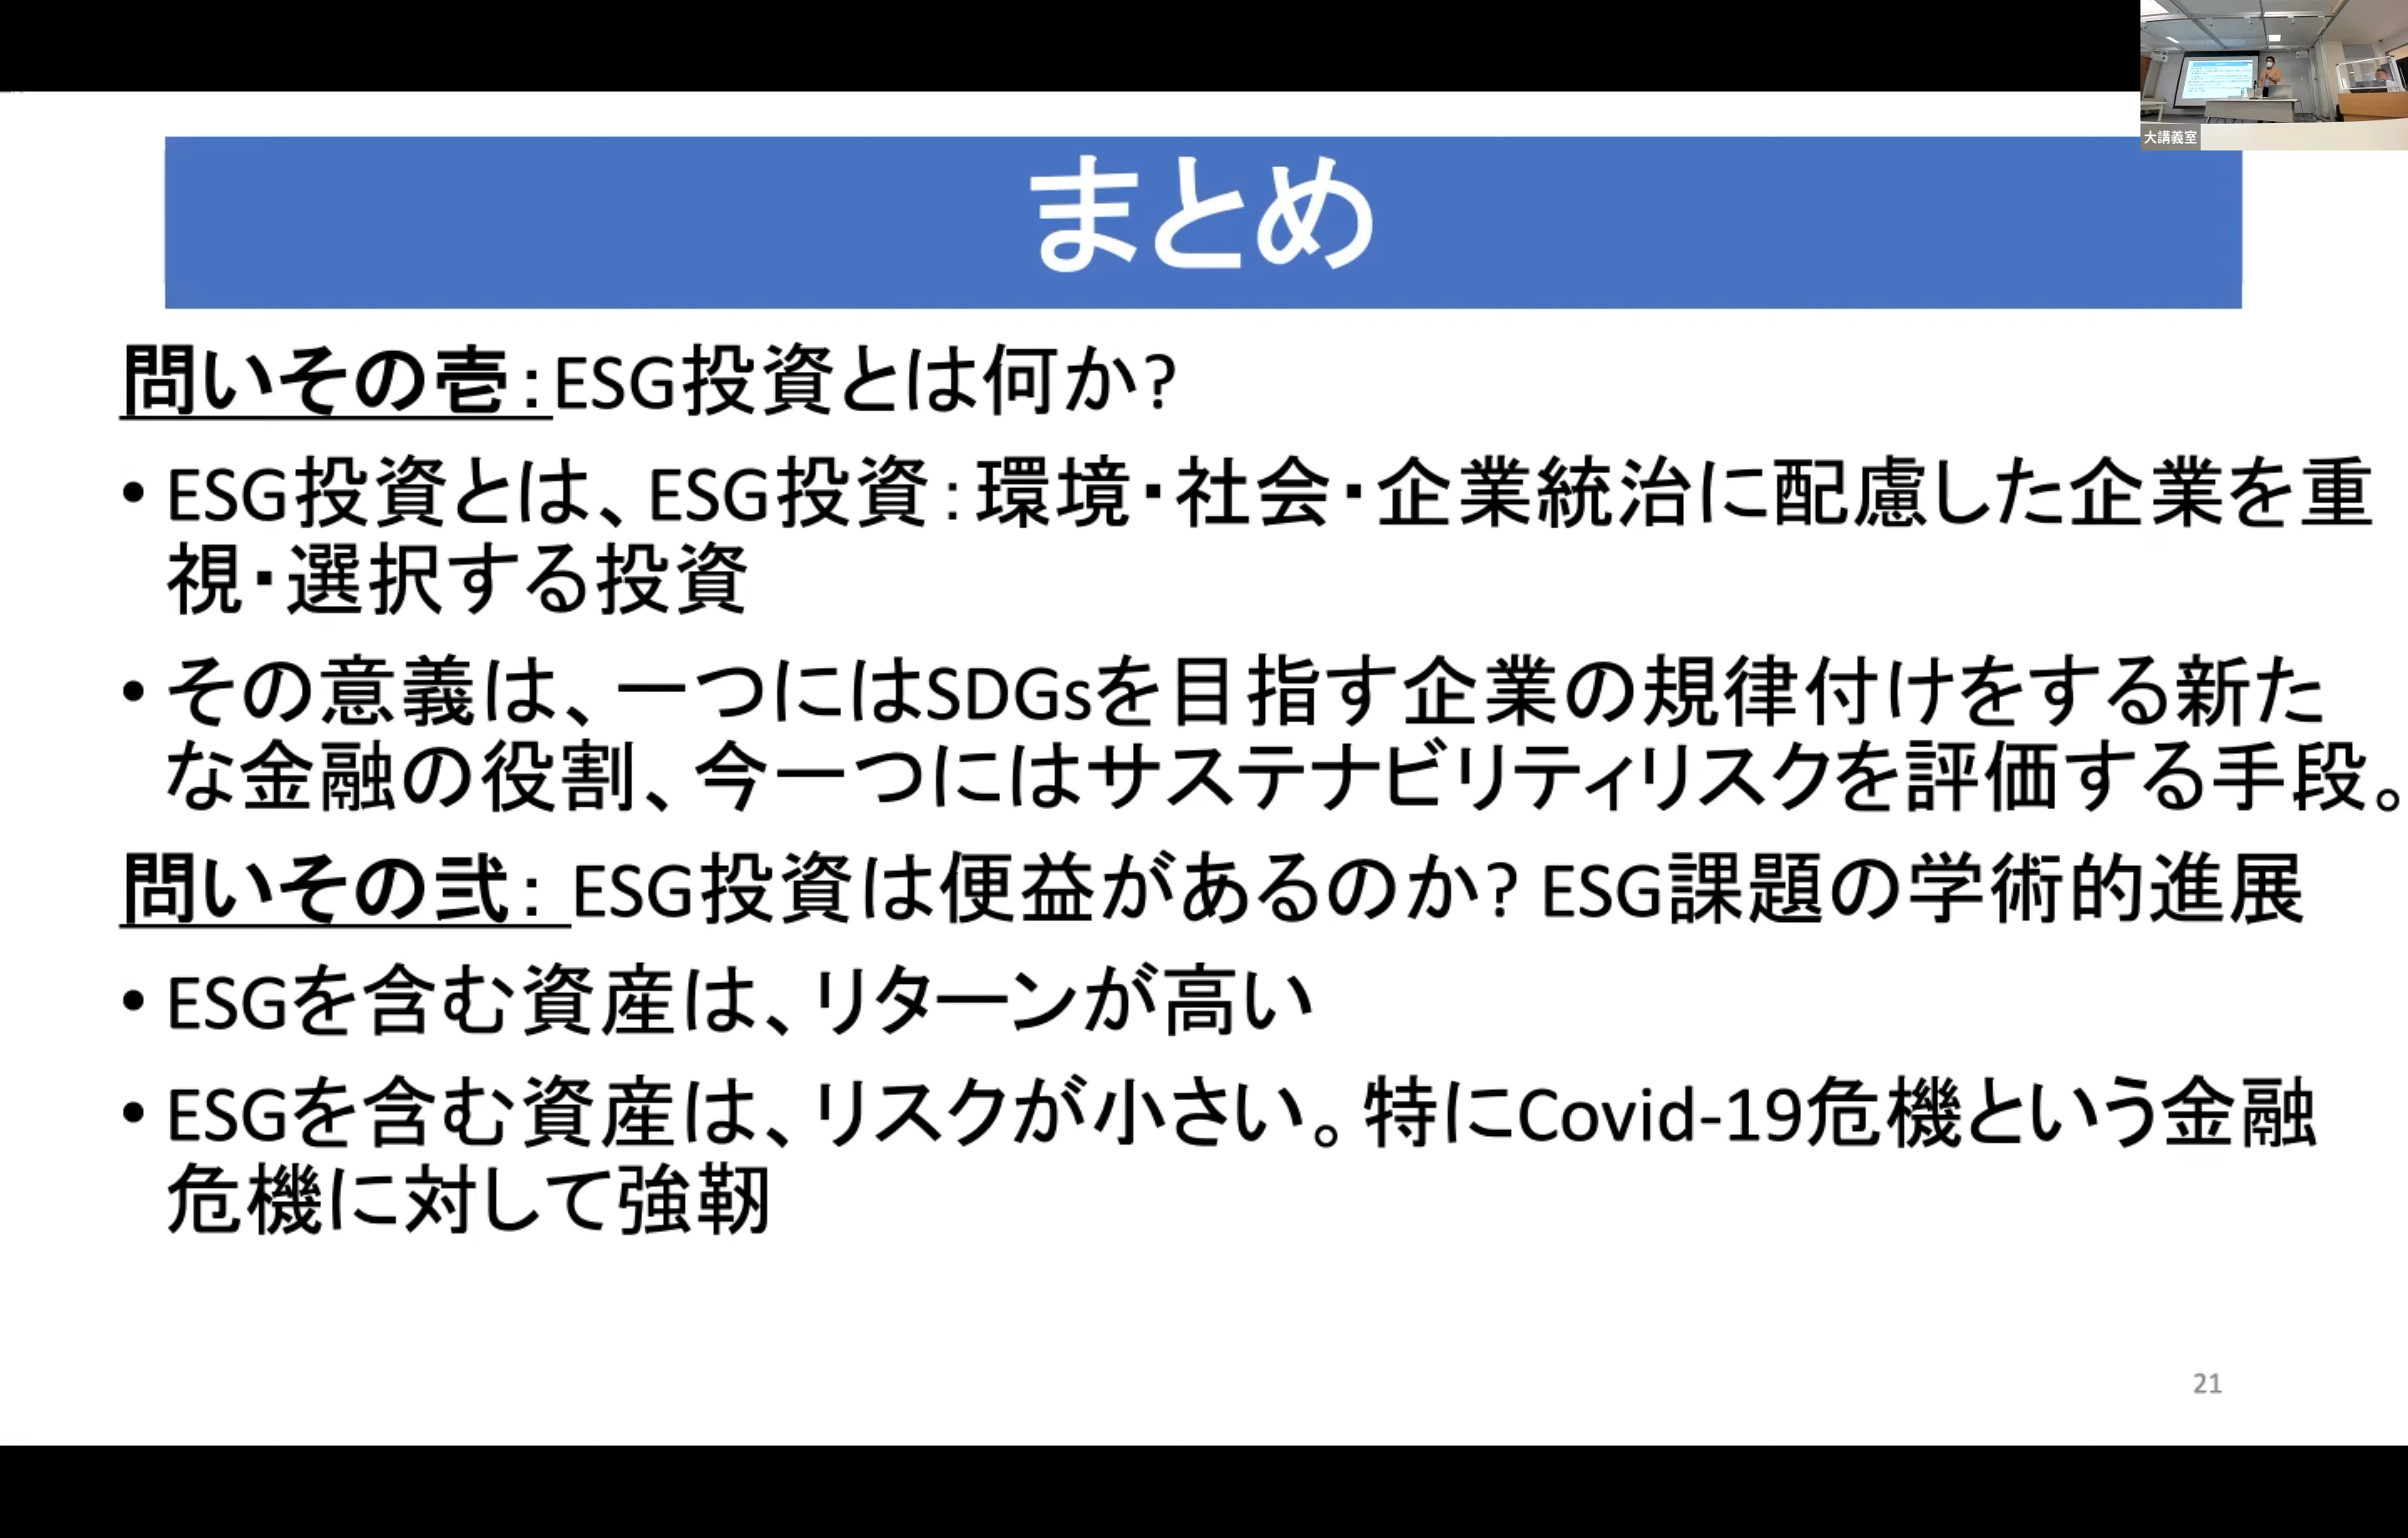 大講義室
まとめ
問いその壱:ESG投資とは何か?
• ESG投資とは、ESG投資:環境・社会・企業統治に配慮した企業を重
視・選択する投資
• その意義は、一つにはSDGsを目指す企業の規律付けをする新た
な金融の役割、今一つにはサステナビリティリスクを評価する手段。
問いその弐: ESG投資は便益があるのか? ESG課題の学術的進展
• ESGを含む資産は、リターンが高い
• ESGを含む資産は、リスクが小さい。特にCovid-19危機という金融
危機に対して強靭
21